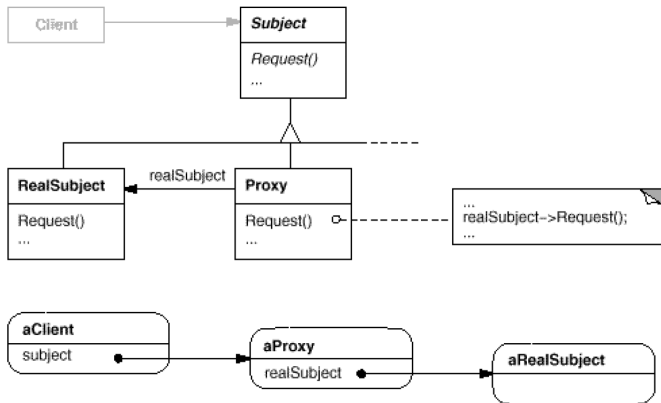 Client
Subject
Request()
...
RealSubject
Request()
...
realSubject
Proxy
Request()
...
...
realSubject->Request();
...
aClient
subject
aProxy
realSubject
aRealSubject